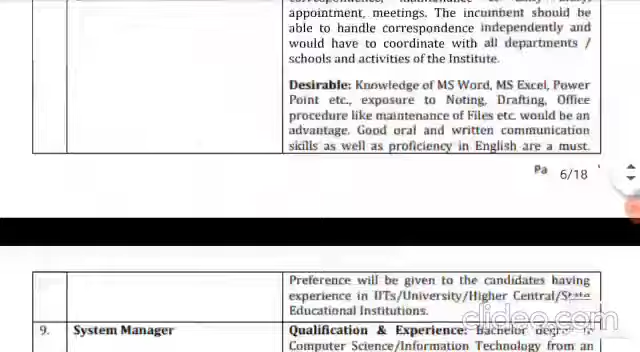 appointment, meetings. The incumbent should be
able to handle correspondence independently and
would have to coordinate with all departments /
schools and activities of the Institute.
Desirable: Knowledge of MS Word, MS Excel, Power
Point etc., exposure to Noting, Drafting, Office
procedure like maintenance of Files etc. would be an
advantage. Good oral and written communication
skills as well as proficiency in English are a must.
Pa 6/18
Preference will be given to the candidates having
experience in IITs/University/Higher Central/State
Educational Institutions.
9. System Manager Qualification & Experience: Bachelor degree
Computer Science/Information Technology from an
clideo.com